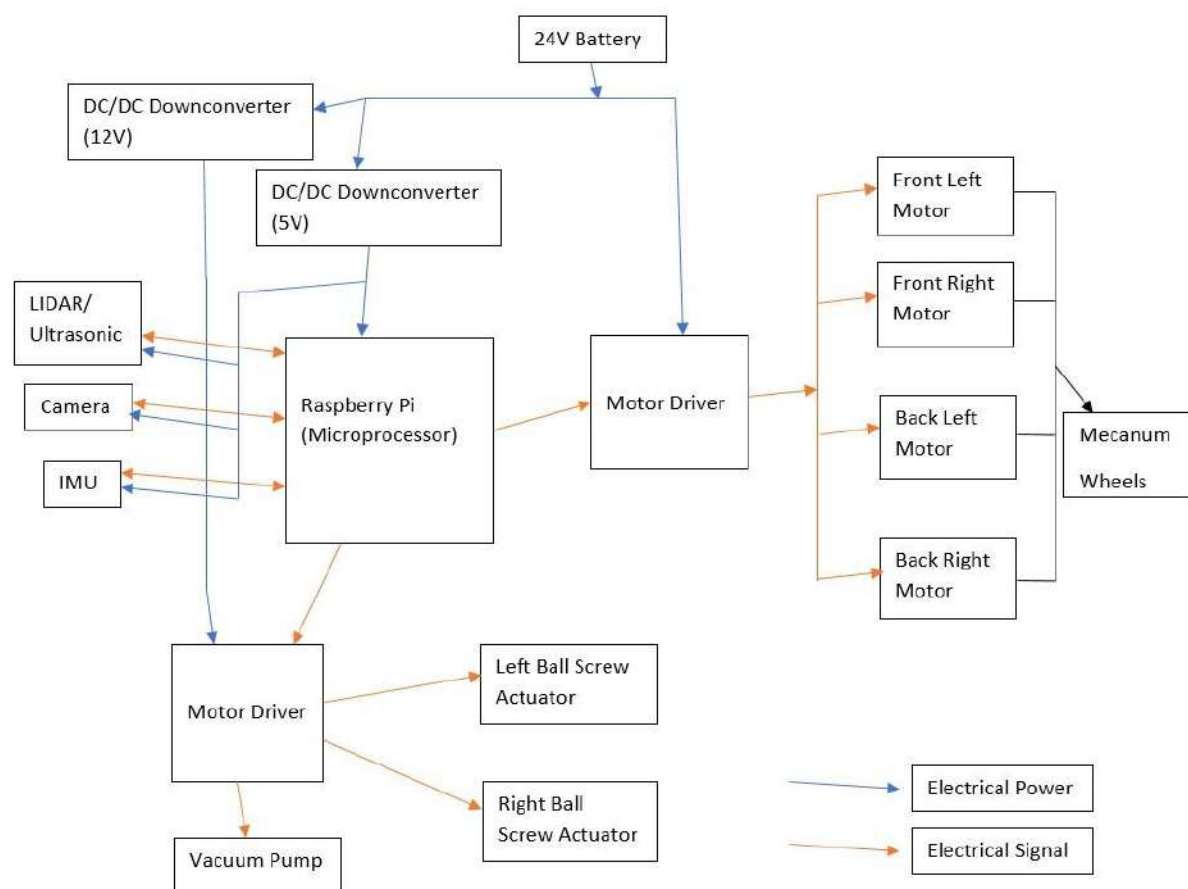 24V Battery
DC/DC Downconverter
(12V)
DC/DC Downconverter
(5V)
Front Left
Motor
Front Right
Motor
LIDAR/
Ultrasonic
Camera
IMU
Raspberry Pi
(Microprocessor)
Motor Driver
Back Left
Motor
Mecanum
Wheels
Back Right
Motor
Motor Driver
Left Ball Screw
Actuator
Right Ball
Screw Actuator
Vacuum Pump
Electrical Power
Electrical Signal